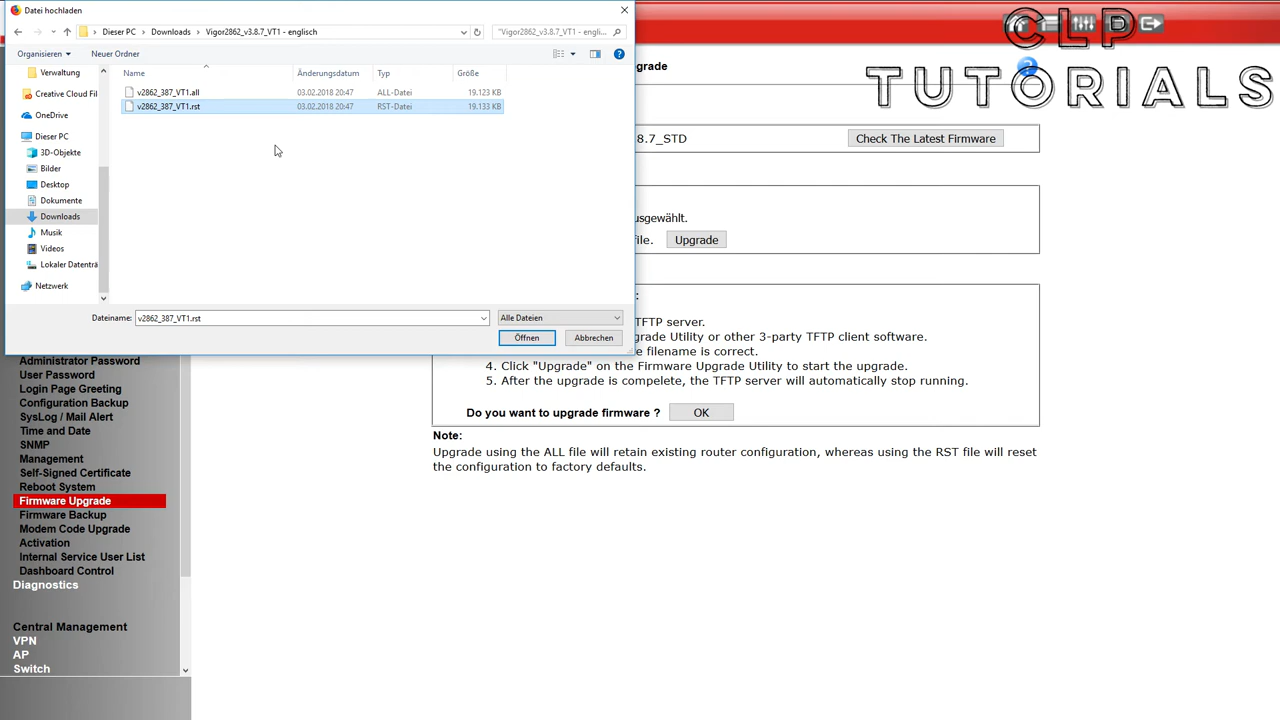 Datei hochladen
Dieser PC
Downloads
Vigor2862_v3.8.7_VT1 - englisch
"Vigor2862_v3.8.7_VT1 - engli...
Organisieren
Neuer Ordner
Name
Änderungsdatum
Typ
Größe
Verwaltung
Creative Cloud Fil
OneDrive
Dieser PC
3D-Objekte
Bilder
Desktop
Dokumente
Downloads
Musik
Videos
Lokaler Datenträ
Netzwerk
v2862_387_VT1.all 03.02.2018 20:47 ALL-Datei 19.123 KB
v2862_387_VT1.rst 03.02.2018 20:47 RST-Datei 19.133 KB
Dateiname: v2862_387_VT1.rst
Alle Dateien
Öffnen
Abbrechen
CLP
TUTORIALS
grade
8.7_STD
Check The Latest Firmware
usgewählt.
file.
Upgrade
:
TFTP server.
grade Utility or other 3-party TFTP client software.
e filename is correct.
4. Click "Upgrade" on the Firmware Upgrade Utility to start the upgrade.
5. After the upgrade is compelete, the TFTP server will automatically stop running.
Do you want to upgrade firmware ? OK
Note:
Upgrade using the ALL file will retain existing router configuration, whereas using the RST file will reset
the configuration to factory defaults.
Administrator Password
User Password
Login Page Greeting
Configuration Backup
SysLog / Mail Alert
Time and Date
SNMP
Management
Self-Signed Certificate
Reboot System
Firmware Upgrade
Firmware Backup
Modem Code Upgrade
Activation
Internal Service User List
Dashboard Control
Diagnostics
Central Management
VPN
AP
Switch